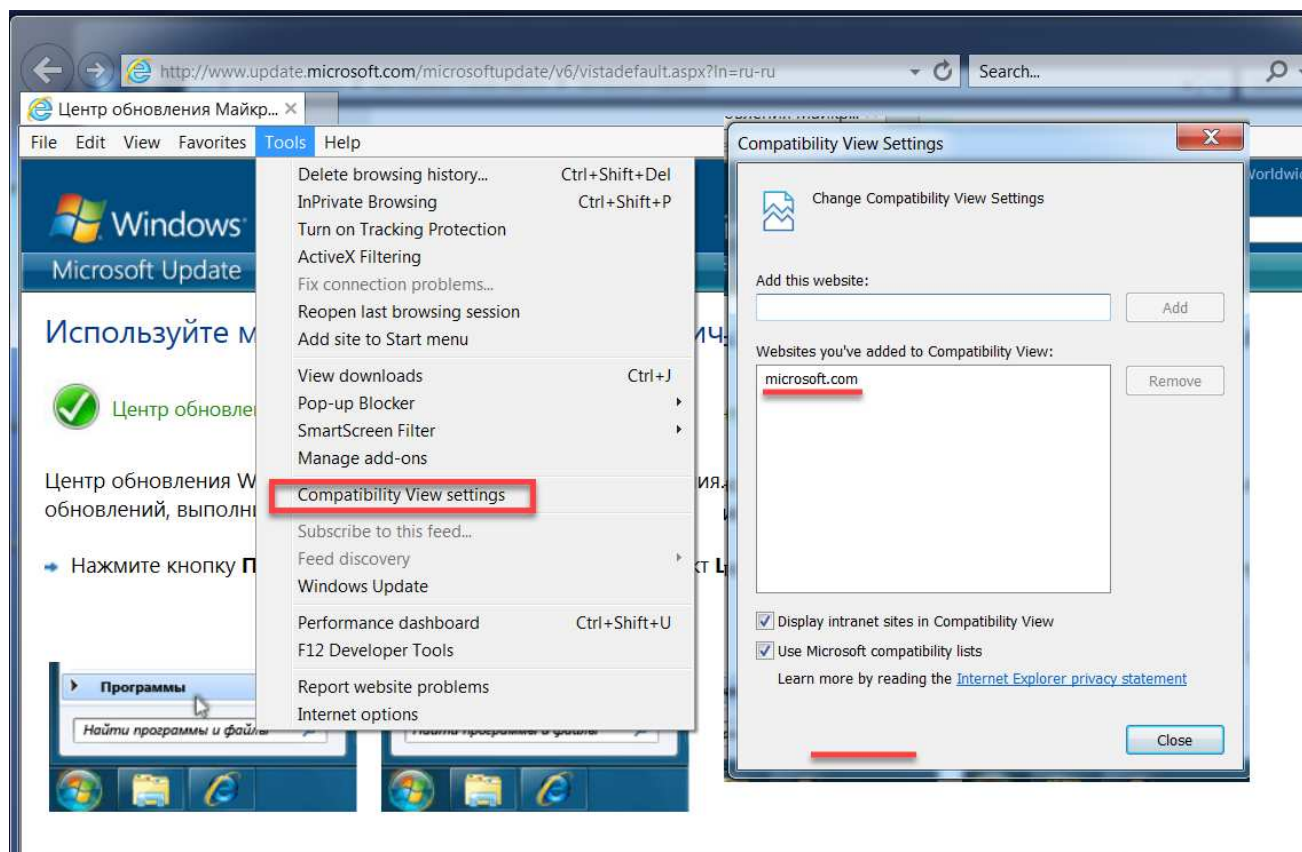 http://www.update.microsoft.com/microsoftupdate/v6/vistadefault.aspx?ln=ru-ru
Search...
Центр обновления Майкр...
File Edit View Favorites Tools Help
Windows
Microsoft Update
Используйте
Центр
Центр обновления
обновлений,
Нажмите кнопку
Программы
Найти программы и файлы
Delete browsing history... Ctrl+Shift+Del
InPrivate Browsing Ctrl+Shift+P
Turn on Tracking Protection
ActiveX Filtering
Fix connection problems...
Reopen last browsing session
Add site to Start menu
View downloads Ctrl+J
Pop-up Blocker
SmartScreen Filter
Manage add-ons
Compatibility View settings
Subscribe to this feed...
Feed discovery
Windows Update
Performance dashboard Ctrl+Shift+U
F12 Developer Tools
Report website problems
Internet options
Compatibility View Settings
Change Compatibility View Settings
Add this website:
Add
Websites you've added to Compatibility View:
microsoft.com
Remove
Display intranet sites in Compatibility View
Use Microsoft compatibility lists
Learn more by reading the Internet Explorer privacy statement
Close